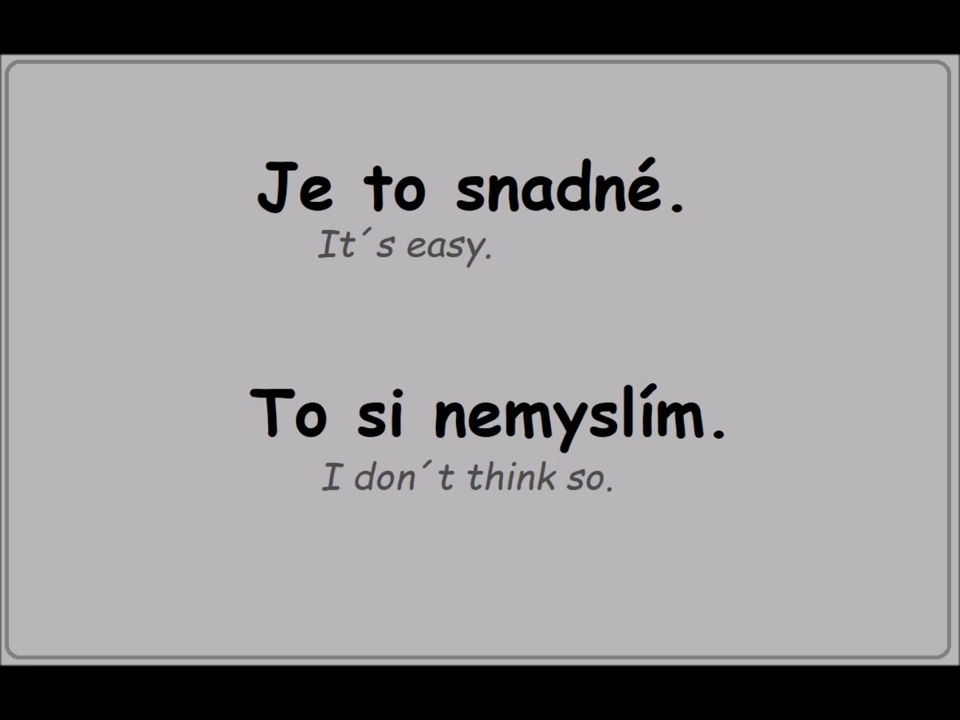 Je to snadné.
It´s easy.
To si nemyslím.
I don´t think so.